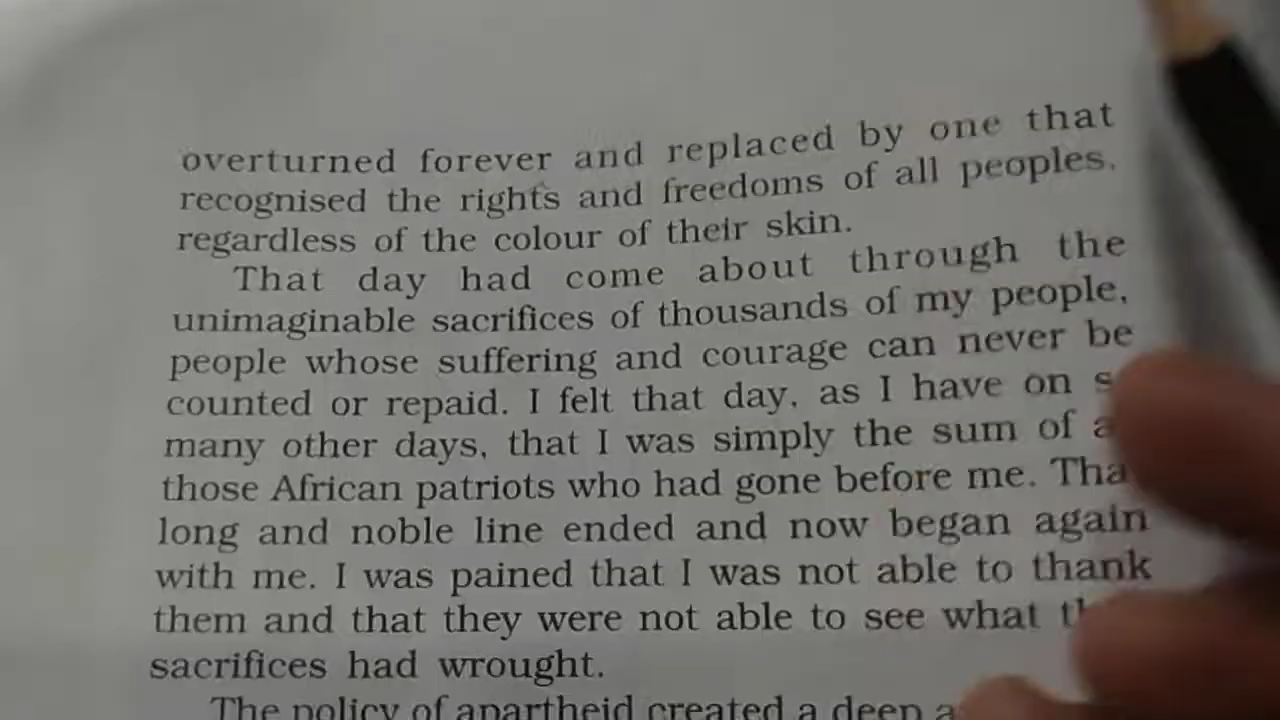 overturned forever and replaced by one that
recognised the rights and freedoms of all peoples,
regardless of the colour of their skin.
That day had come about through the
unimaginable sacrifices of thousands of my people,
people whose suffering and courage can never be
counted or repaid. I felt that day, as I have on
many other days, that I was simply the sum of
those African patriots who had gone before me.
long and noble line ended and now began again
with me. I was pained that I was not able to thank
them and that they were not able to see what
sacrifices had wrought.
The policy of apartheid created a deep